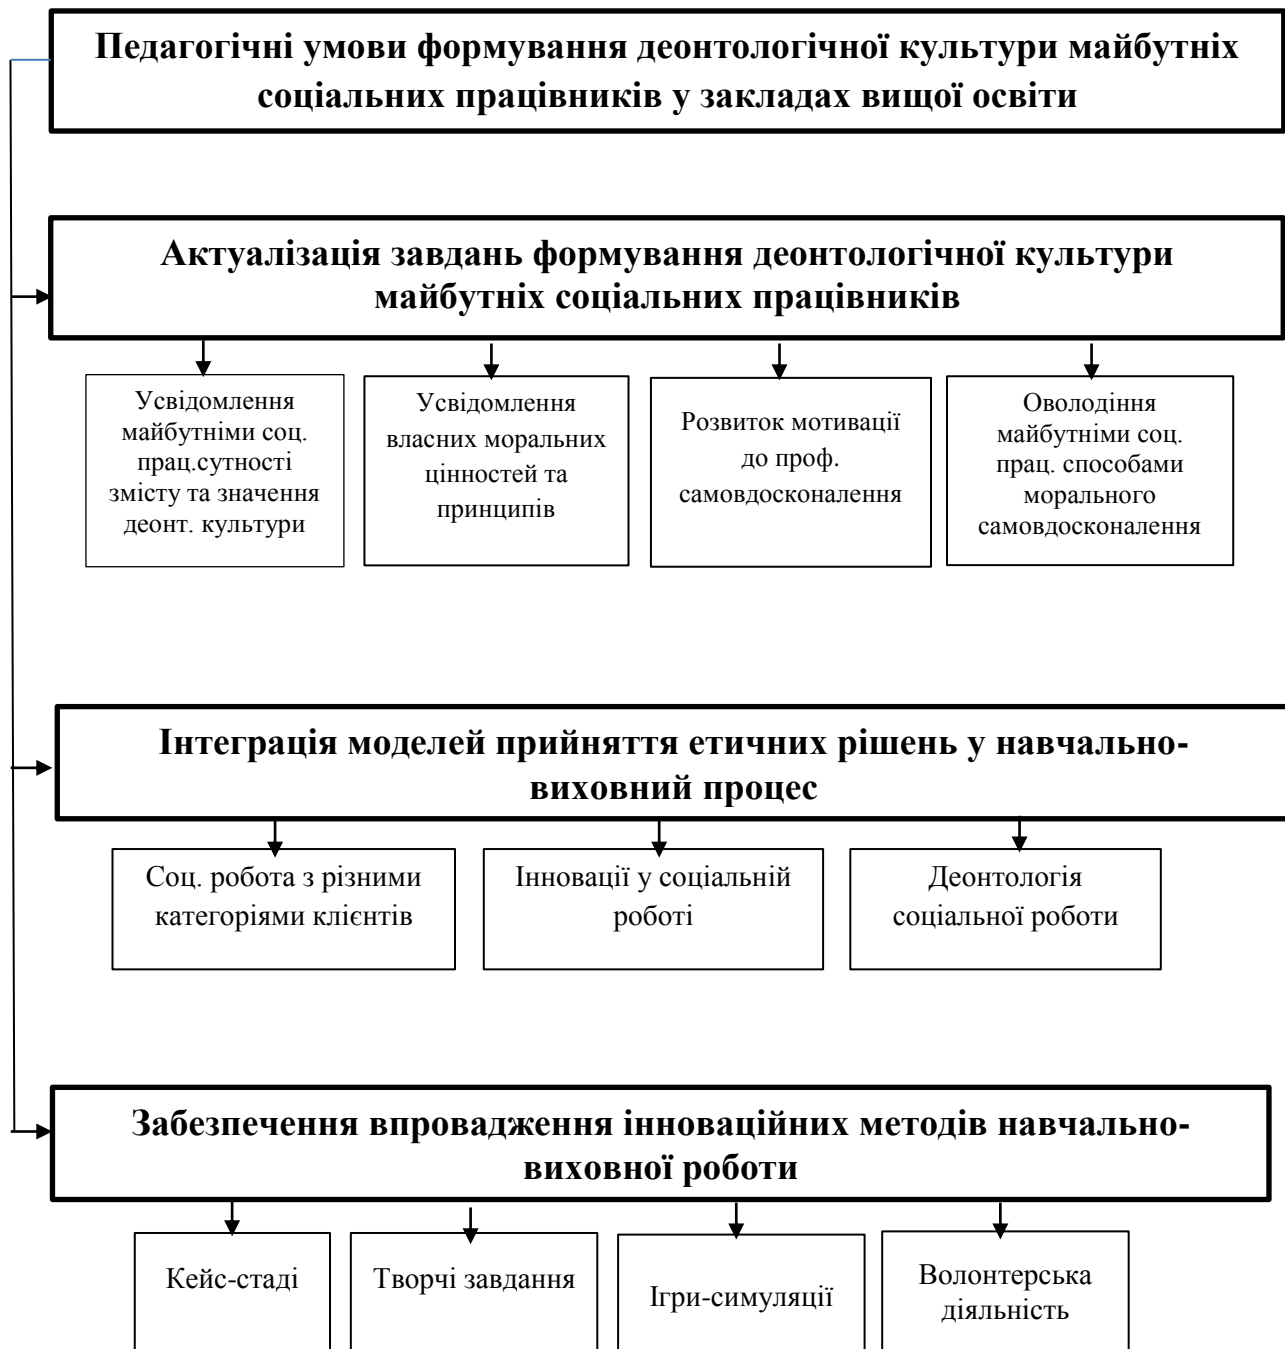 Педагогічні умови формування деонтологічної культури майбутніх
соціальних працівників у закладах вищої освіти
Актуалізація завдань формування деонтологічної культури
майбутніх соціальних працівників
Усвідомлення
майбутніми соц.
прац.сутності
змісту та значення
деонт. культури
Усвідомлення
власних моральних
цінностей та
принципів
Розвиток мотивації
до проф.
самовдосконалення
Оволодіння
майбутніми соц.
прац. способами
морального
самовдосконалення
Інтеграція моделей прийняття етичних рішень у навчально-
виховний процес
Соц. робота з різними
категоріями клієнтів
Інновації у соціальній
роботі
Деонтологія
соціальної роботи
Забезпечення впровадження інноваційних методів навчально-
виховної роботи
Кейс-стаді
Творчі завдання
Ігри-симуляції
Волонтерська
діяльність